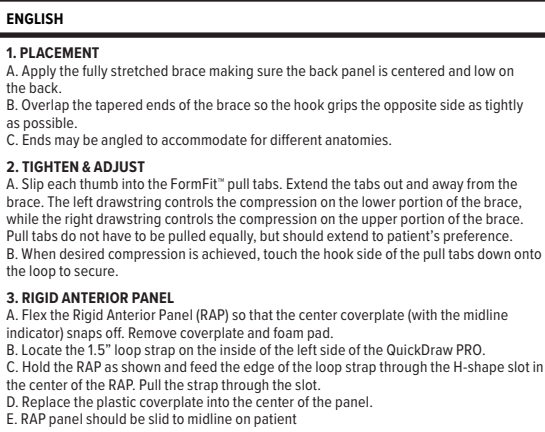 ENGLISH
1. PLACEMENT
A. Apply the fully stretched brace making sure the back panel is centered and low on
the back.
B. Overlap the tapered ends of the brace so the hook grips the opposite side as tightly
as possible.
C. Ends may be angled to accommodate for different anatomies.
2. TIGHTEN & ADJUST
A. Slip each thumb into the FormFit™ pull tabs. Extend the tabs out and away from the
brace. The left drawstring controls the compression on the lower portion of the brace,
while the right drawstring controls the compression on the upper portion of the brace.
Pull tabs do not have to be pulled equally, but should extend to patient's preference.
B. When desired compression is achieved, touch the hook side of the pull tabs down onto
the loop to secure.
3. RIGID ANTERIOR PANEL
A. Flex the Rigid Anterior Panel (RAP) so that the center coverplate (with the midline
indicator) snaps off. Remove coverplate and foam pad.
B. Locate the 1.5” loop strap on the inside of the left side of the QuickDraw PRO.
C. Hold the RAP as shown and feed the edge of the loop strap through the H-shape slot in
the center of the RAP. Pull the strap through the slot.
D. Replace the plastic coverplate into the center of the panel.
E. RAP panel should be slid to midline on patient